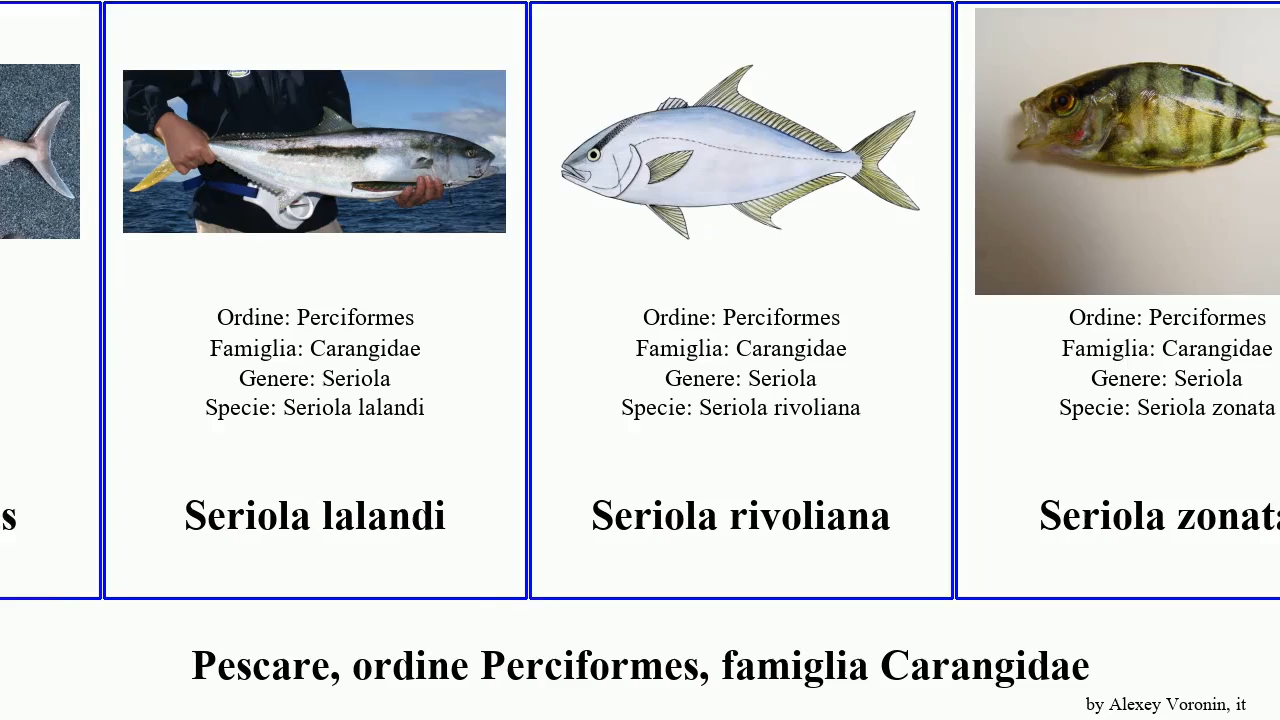 Ordine: Perciformes
Famiglia: Carangidae
Genere: Seriola
Specie: Seriola lalandi
Ordine: Perciformes
Famiglia: Carangidae
Genere: Seriola
Specie: Seriola rivoliana
Ordine: Perciformes
Famiglia: Carangidae
Genere: Seriola
Specie: Seriola zonata
s
Seriola lalandi
Seriola rivoliana
Seriola zonata
Pescare, ordine Perciformes, famiglia Carangidae
by Alexey Voronin, it